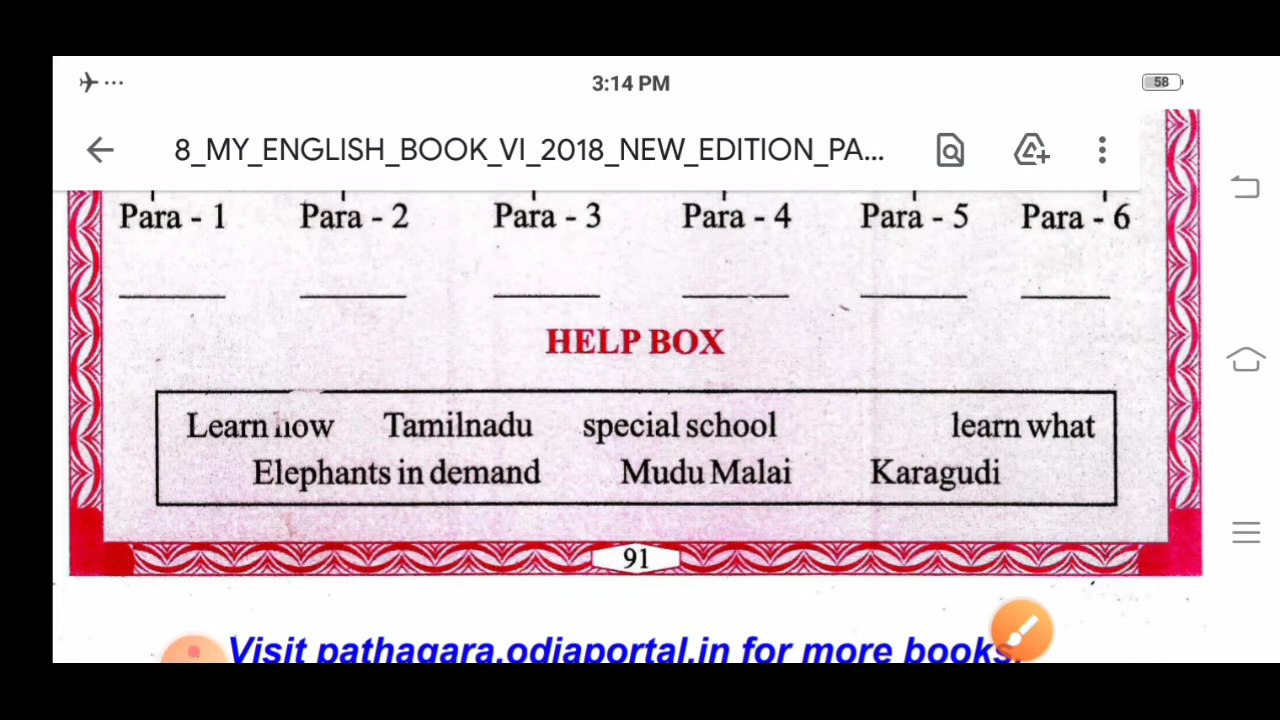 3:14 PM
58
8_MY_ENGLISH_BOOK_VI_2018_NEW_EDITION_PA...
Para - 1 Para - 2 Para - 3 Para - 4 Para - 5 Para - 6
HELP BOX
Learn how Tamilnadu special school learn what
Elephants in demand Mudu Malai Karagudi
91
Visit pathagara.odiaportal.in for more books.